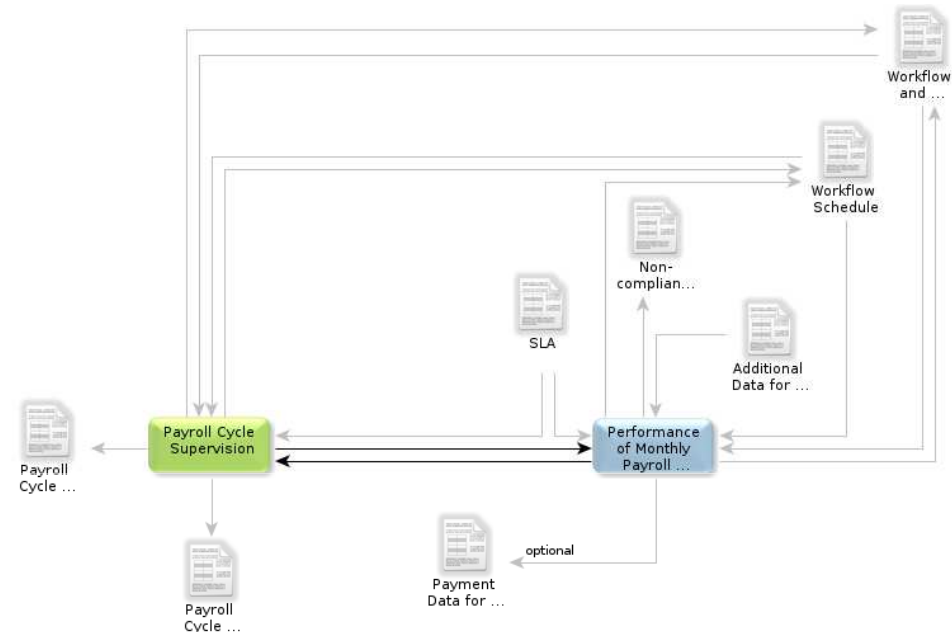 Workflow
and ...
Workflow
Schedule
Non-
complian...
SLA
Additional
Data for ...
Payroll Cycle
Supervision
Performance
of Monthly
Payroll ...
Payroll
Cycle ...
optional
Payment
Data for ...
Payroll
Cycle ...